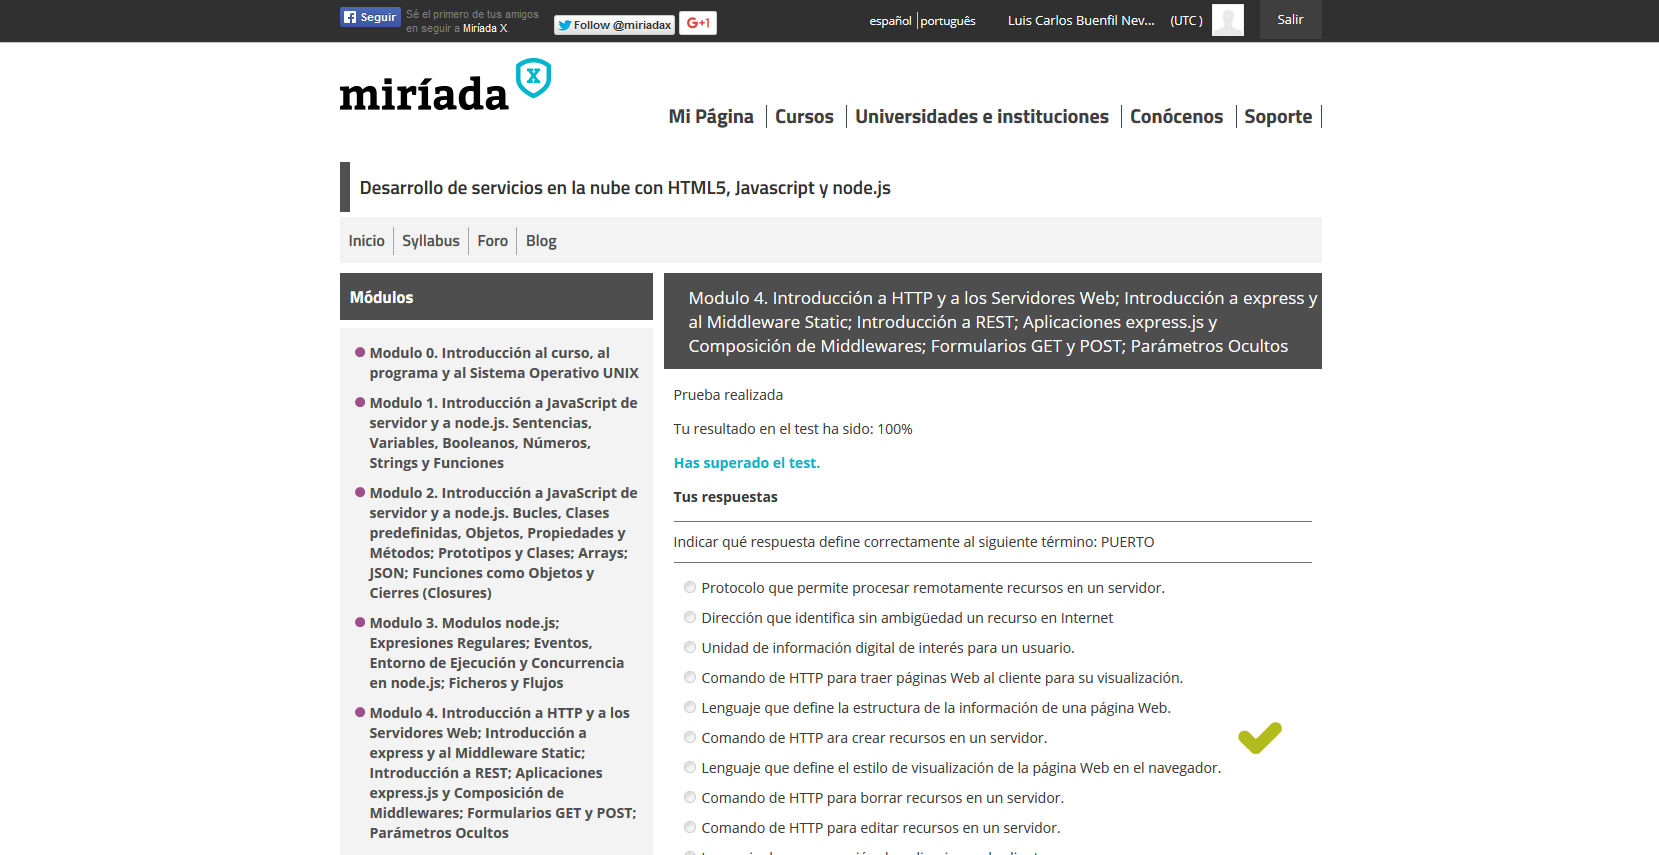 Seguir
Sé el primero de tus amigos
en seguir a Miríada X.
Follow @miriadax
G+1
español
português
Luis Carlos Buenfil Nev...
(UTC )
Salir
miríada X
Mi Página
Cursos
Universidades e instituciones
Conócenos
Soporte
Desarrollo de servicios en la nube con HTML5, Javascript y node.js
Inicio
Syllabus
Foro
Blog
Módulos
Modulo 0. Introducción al curso, al
programa y al Sistema Operativo UNIX
Modulo 1. Introducción a JavaScript de
servidor y a node.js. Sentencias,
Variables, Booleanos, Números,
Strings y Funciones
Modulo 2. Introducción a JavaScript de
servidor y a node.js. Bucles, Clases
predefinidas, Objetos, Propiedades y
Métodos; Prototipos y Clases; Arrays;
JSON; Funciones como Objetos y
Cierres (Closures)
Modulo 3. Modulos node.js;
Expresiones Regulares; Eventos,
Entorno de Ejecución y Concurrencia
en node.js; Ficheros y Flujos
Modulo 4. Introducción a HTTP y a los
Servidores Web; Introducción a
express y al Middleware Static;
Introducción a REST; Aplicaciones
express.js y Composición de
Middlewares; Formularios GET y POST;
Parámetros Ocultos
Modulo 4. Introducción a HTTP y a los Servidores Web; Introducción a express y
al Middleware Static; Introducción a REST; Aplicaciones express.js y
Composición de Middlewares; Formularios GET y POST; Parámetros Ocultos
Prueba realizada
Tu resultado en el test ha sido: 100%
Has superado el test.
Tus respuestas
Indicar qué respuesta define correctamente al siguiente término: PUERTO
Protocolo que permite procesar remotamente recursos en un servidor.
Dirección que identifica sin ambigüedad un recurso en Internet
Unidad de información digital de interés para un usuario.
Comando de HTTP para traer páginas Web al cliente para su visualización.
Lenguaje que define la estructura de la información de una página Web.
Comando de HTTP ara crear recursos en un servidor.
Lenguaje que define el estilo de visualización de la página Web en el navegador.
Comando de HTTP para borrar recursos en un servidor.
Comando de HTTP para editar recursos en un servidor.